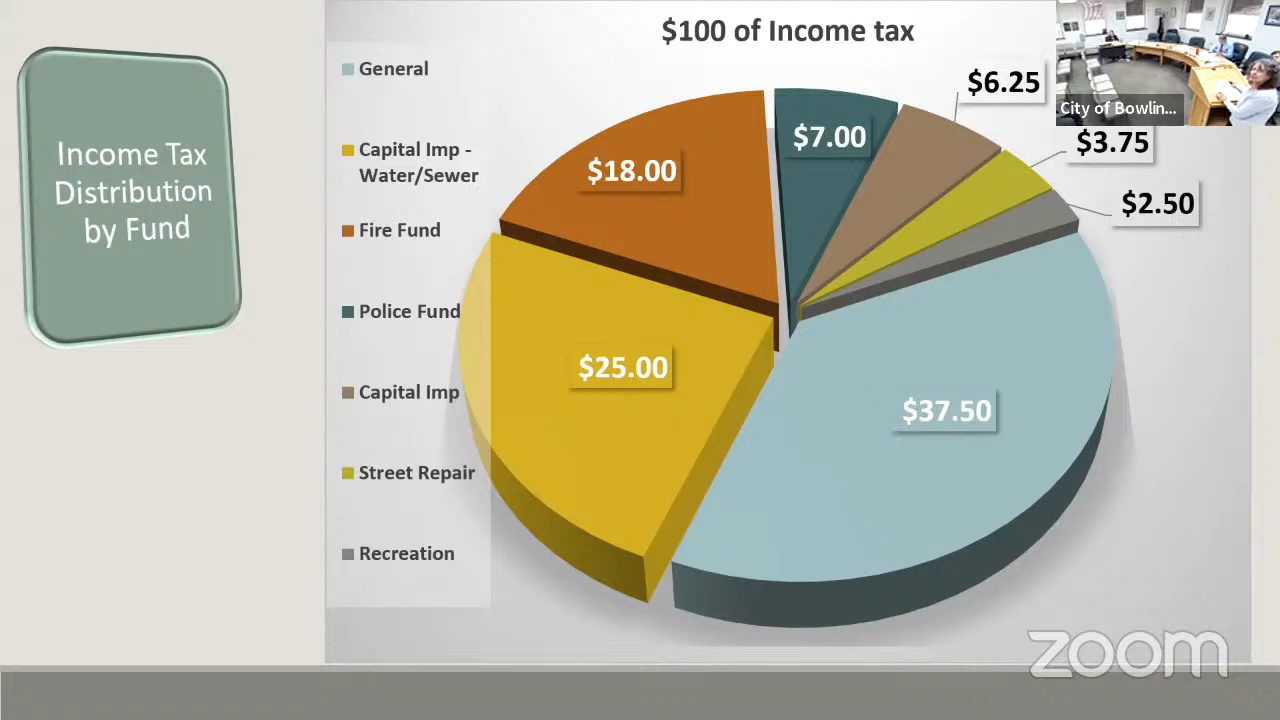 Income Tax
Distribution
by Fund
$100 of Income tax
General
Capital Imp -
Water/Sewer
Fire Fund
Police Fund
Capital Imp
Street Repair
Recreation
$18.00
$7.00
$6.25
$3.75
$2.50
$25.00
$37.50
City of Bowlin...
zoom